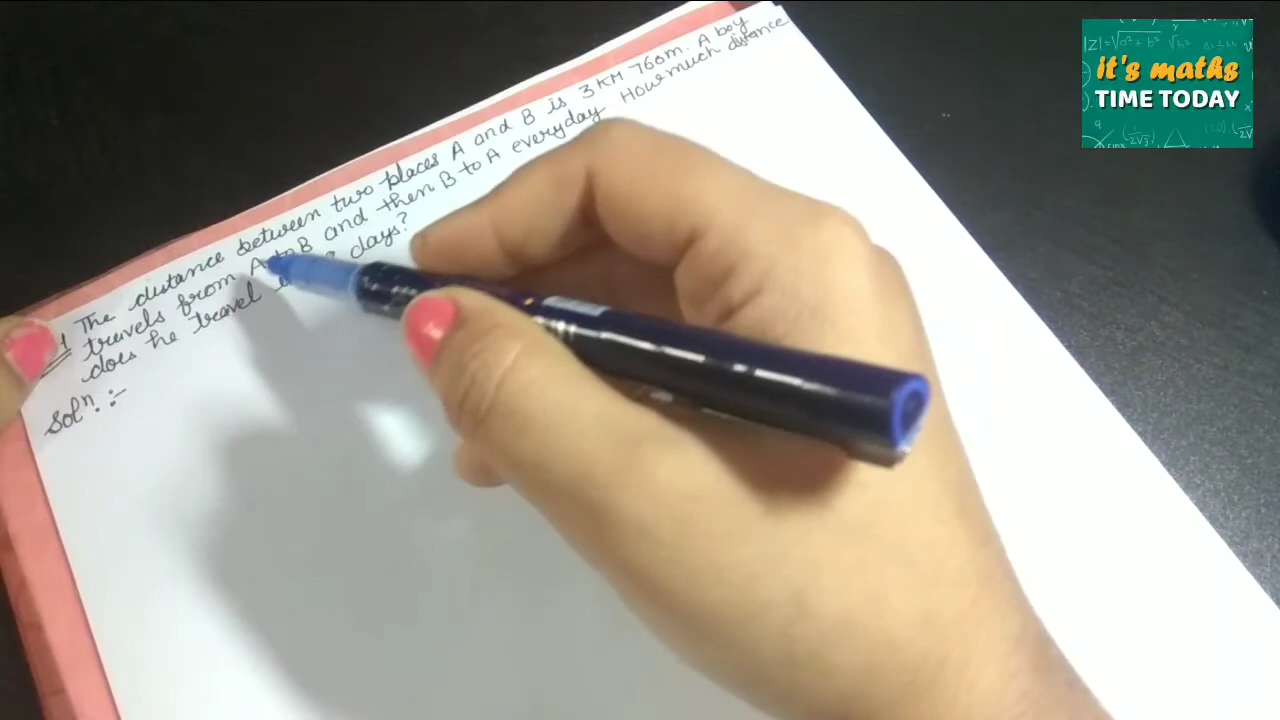 1 The distance between two places A and B is 3 KM 760m. A boy
travels from A to B and then B to A everyday How much distance
does he travel days?
Solⁿ. :-
it's maths
TIME TODAY